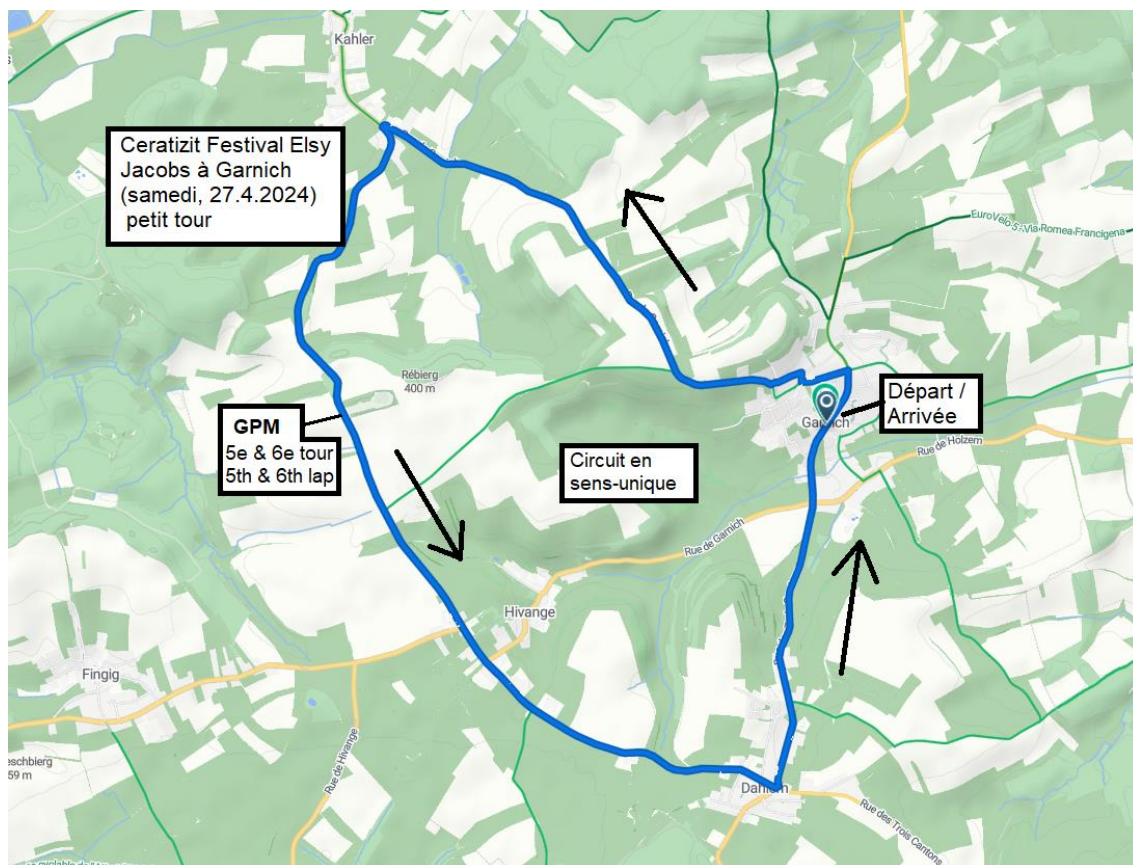 Kahler
Ceratizit Festival Elsy
Jacobs à Garnich
(samedi, 27.4.2024)
petit tour
EuroVelo 5 - Via Romea Francigena
Rébierg
400 m
GPM
5e & 6e tour
5th & 6th lap
Départ /
Arrivée
Garnich
Rue de Holzem
Circuit en
sens-unique
Rue de Garnich
Hivange
Fingig
59 m
Rue de Hivange
Dahlem
Rue des Trois Cantons